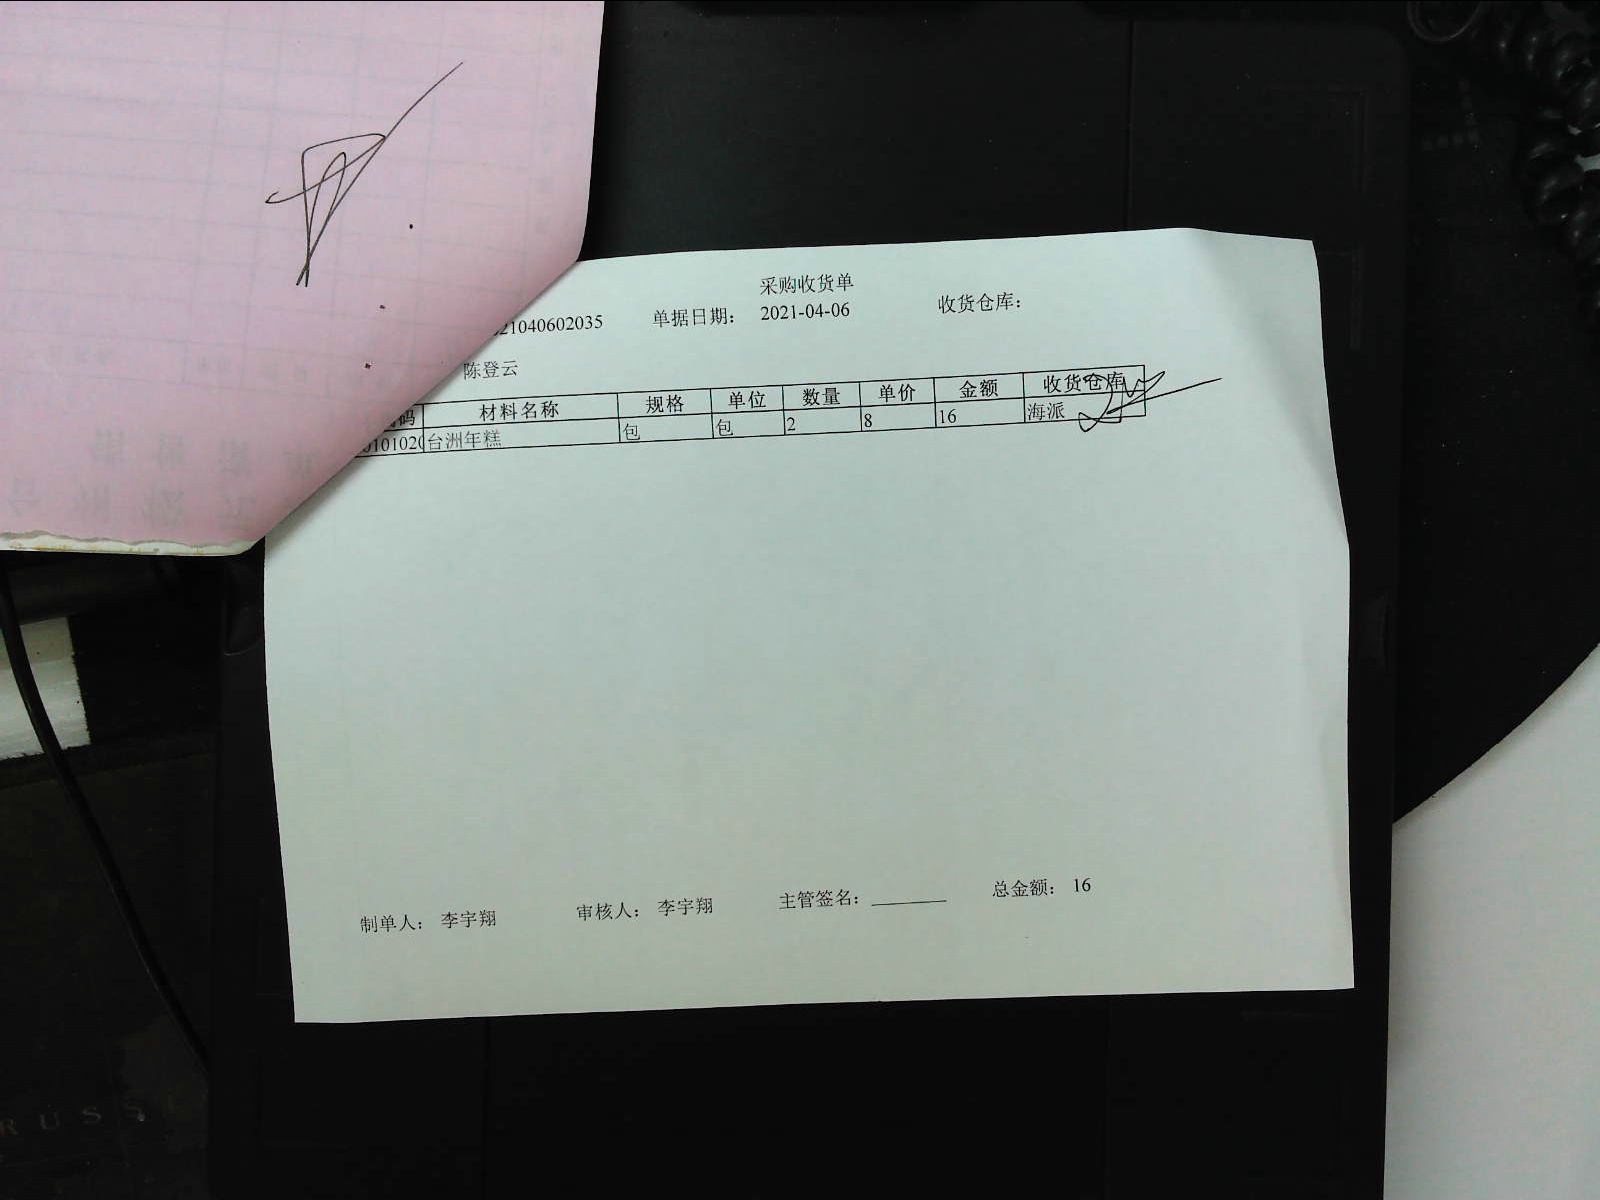 采购收货单
21040602035 单据日期: 2021-04-06 收货仓库:
陈登云
码 材料名称 规格 单位 数量 单价 金额 收货仓库
0101020 台洲年糕 包 包 2 8 16 海派
制单人: 李宇翔 审核人: 李宇翔 主管签名: 总金额: 16
RUSSI